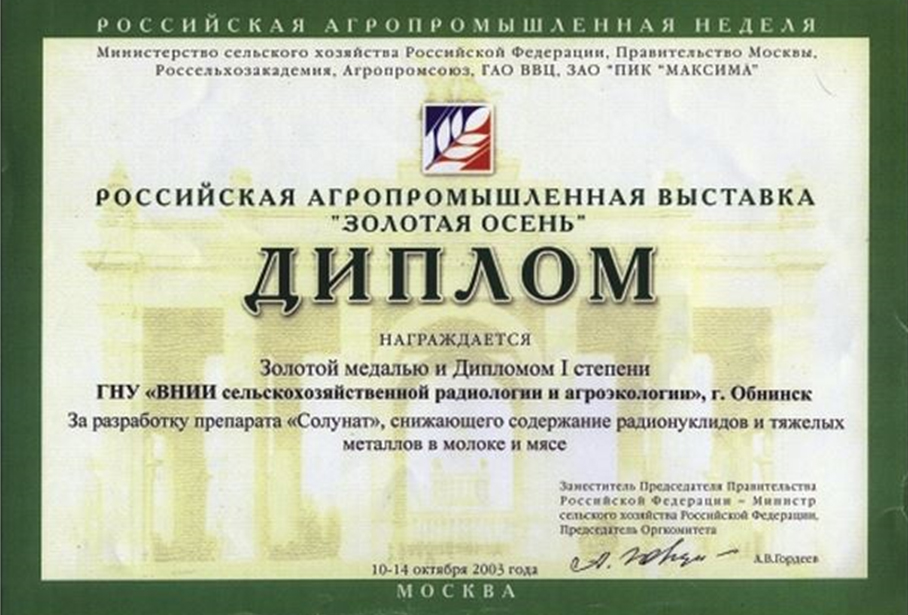 РОССИЙСКАЯ АГРОПРОМЫШЛЕННАЯ НЕДЕЛЯ
Министерство сельского хозяйства Российской Федерации, Правительство Москвы,
Россельхозакадемия, Агропромсоюз, ГАО ВВЦ, ЗАО "ПИК "МАКСИМА"
РОССИЙСКАЯ АГРОПРОМЫШЛЕННАЯ ВЫСТАВКА
"ЗОЛОТАЯ ОСЕНЬ"
ДИПЛОМ
НАГРАЖДАЕТСЯ
Золотой медалью и Дипломом I степени
ГНУ «ВНИИ сельскохозяйственной радиологии и агроэкологии», г. Обнинск
За разработку препарата «Солунат», снижающего содержание радионуклидов и тяжелых
металлов в молоке и мясе
Заместитель Председателя Правительства
Российской Федерации – Министр
сельского хозяйства Российской Федерации,
Председатель Оргкомитета
А.В.Гордеев
10-14 октября 2003 года
МОСКВА